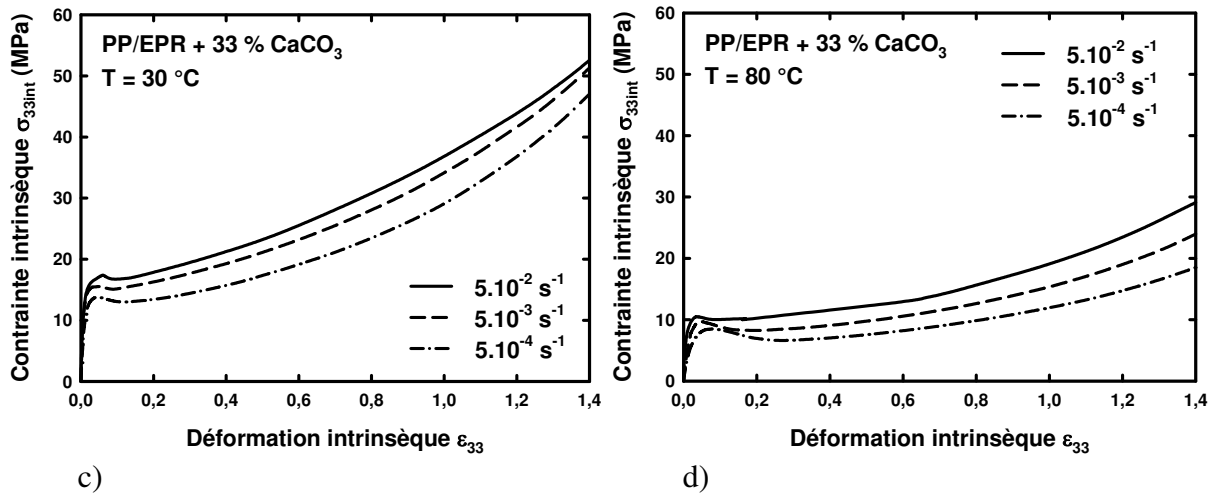 Contrainte intrinsèque σ33int (MPa)
60
50
40
30
20
10
0
PP/EPR + 33 % CaCO3
T = 30 °C
5.10-2 s-1
5.10-3 s-1
5.10-4 s-1
0,0 0,2 0,4 0,6 0,8 1,0 1,2 1,4
Déformation intrinsèque ε33
c)
Contrainte intrinsèque σ33int (MPa)
60
50
40
30
20
10
0
PP/EPR + 33 % CaCO3
T = 80 °C
5.10-2 s-1
5.10-3 s-1
5.10-4 s-1
0,0 0,2 0,4 0,6 0,8 1,0 1,2 1,4
Déformation intrinsèque ε33
d)